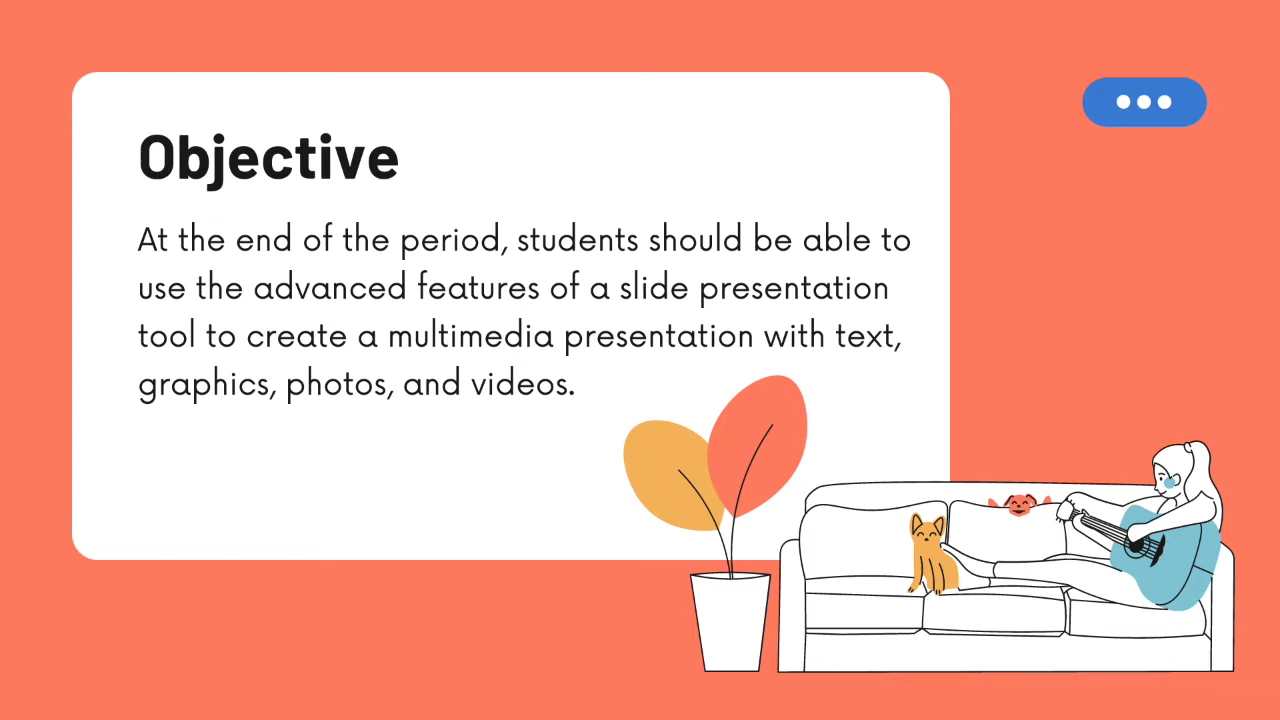 Objective
At the end of the period, students should be able to
use the advanced features of a slide presentation
tool to create a multimedia presentation with text,
graphics, photos, and videos.